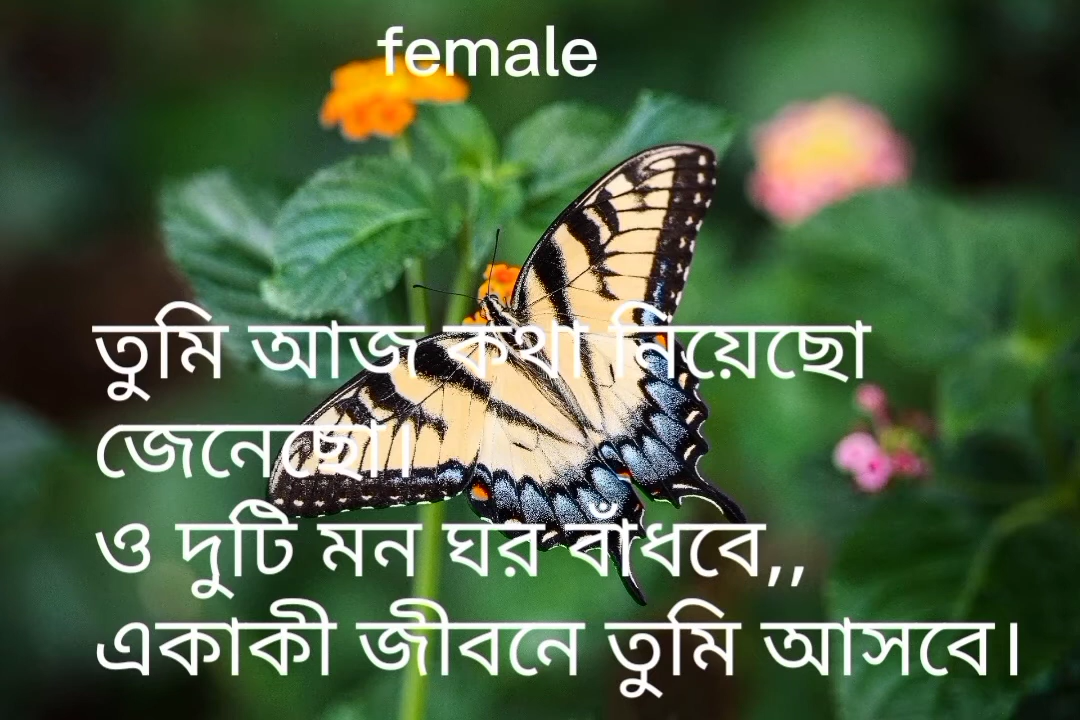 female
তুমি আজ কথা নিয়েছো
জেনেছো।
ও দুটি মন ঘর বাঁধবে,,
একাকী জীবনে তুমি আসবে।